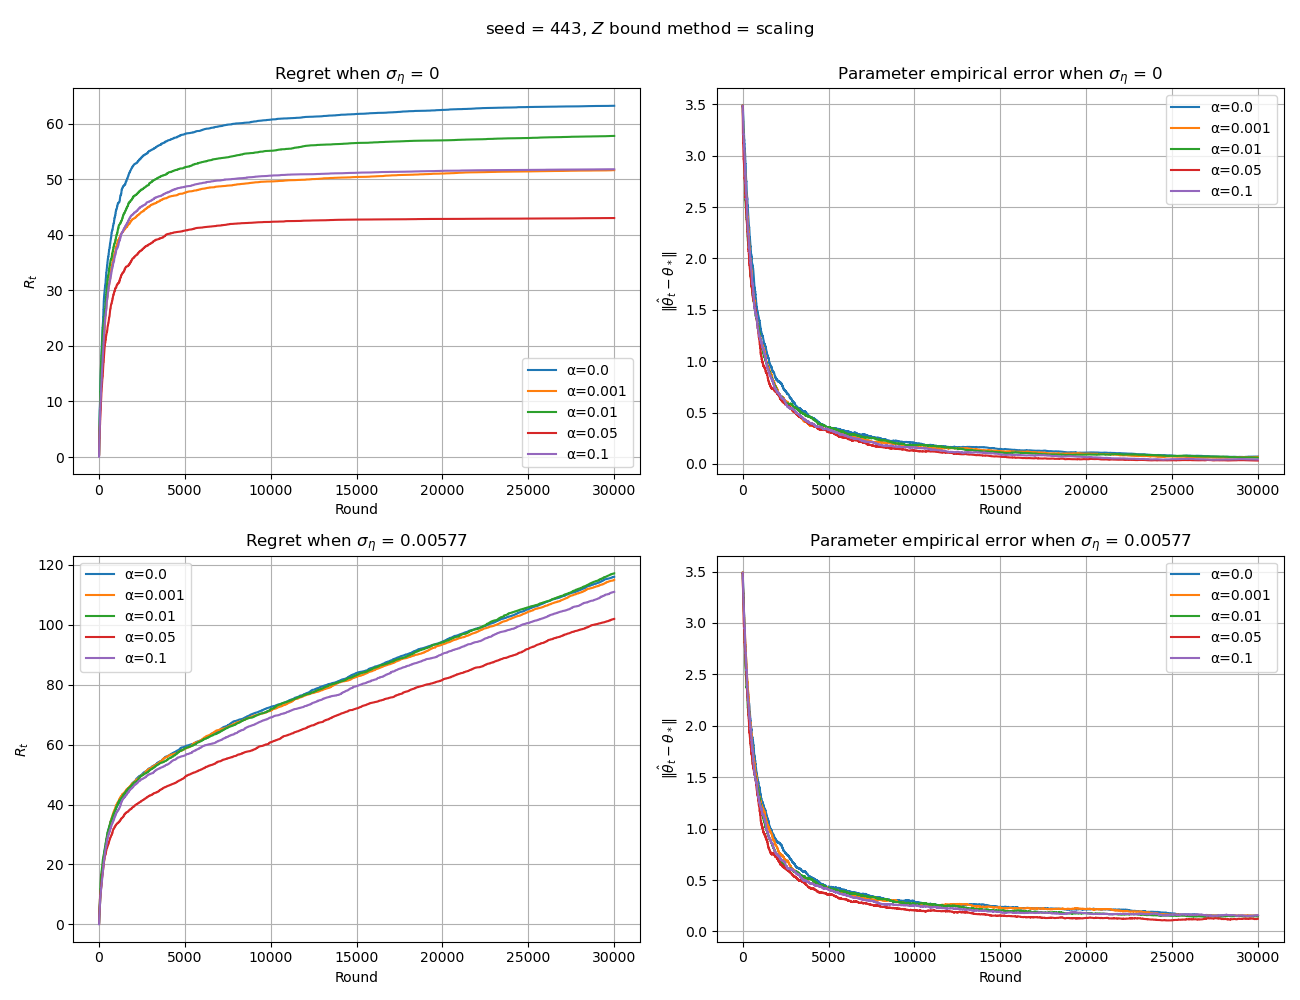 seed = 443, Z bound method = scaling
Regret when ση = 0
R_t
60
50
40
30
20
10
0
α=0.0
α=0.001
α=0.01
α=0.05
α=0.1
0 5000 10000 15000 20000 25000 30000
Round
Parameter empirical error when ση = 0
‖θ̂_t − θ_*‖
3.5
3.0
2.5
2.0
1.5
1.0
0.5
0.0
α=0.0
α=0.001
α=0.01
α=0.05
α=0.1
0 5000 10000 15000 20000 25000 30000
Round
Regret when ση = 0.00577
R_t
120
100
80
60
40
20
0
α=0.0
α=0.001
α=0.01
α=0.05
α=0.1
0 5000 10000 15000 20000 25000 30000
Round
Parameter empirical error when ση = 0.00577
‖θ̂_t − θ_*‖
3.5
3.0
2.5
2.0
1.5
1.0
0.5
0.0
α=0.0
α=0.001
α=0.01
α=0.05
α=0.1
0 5000 10000 15000 20000 25000 30000
Round